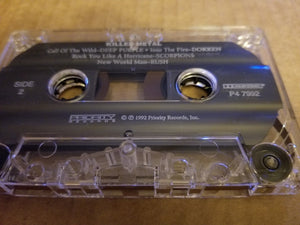 KILLER METAL
Call Of The Wild-DEEP PURPLE • Into The Fire-DOKKEN
Rock You Like A Hurricane-SCORPIONS
New World Man-RUSH
SIDE
2
P4 7992
PRIORITY
RECORDS
© ℗ 1992 Priority Records, Inc.